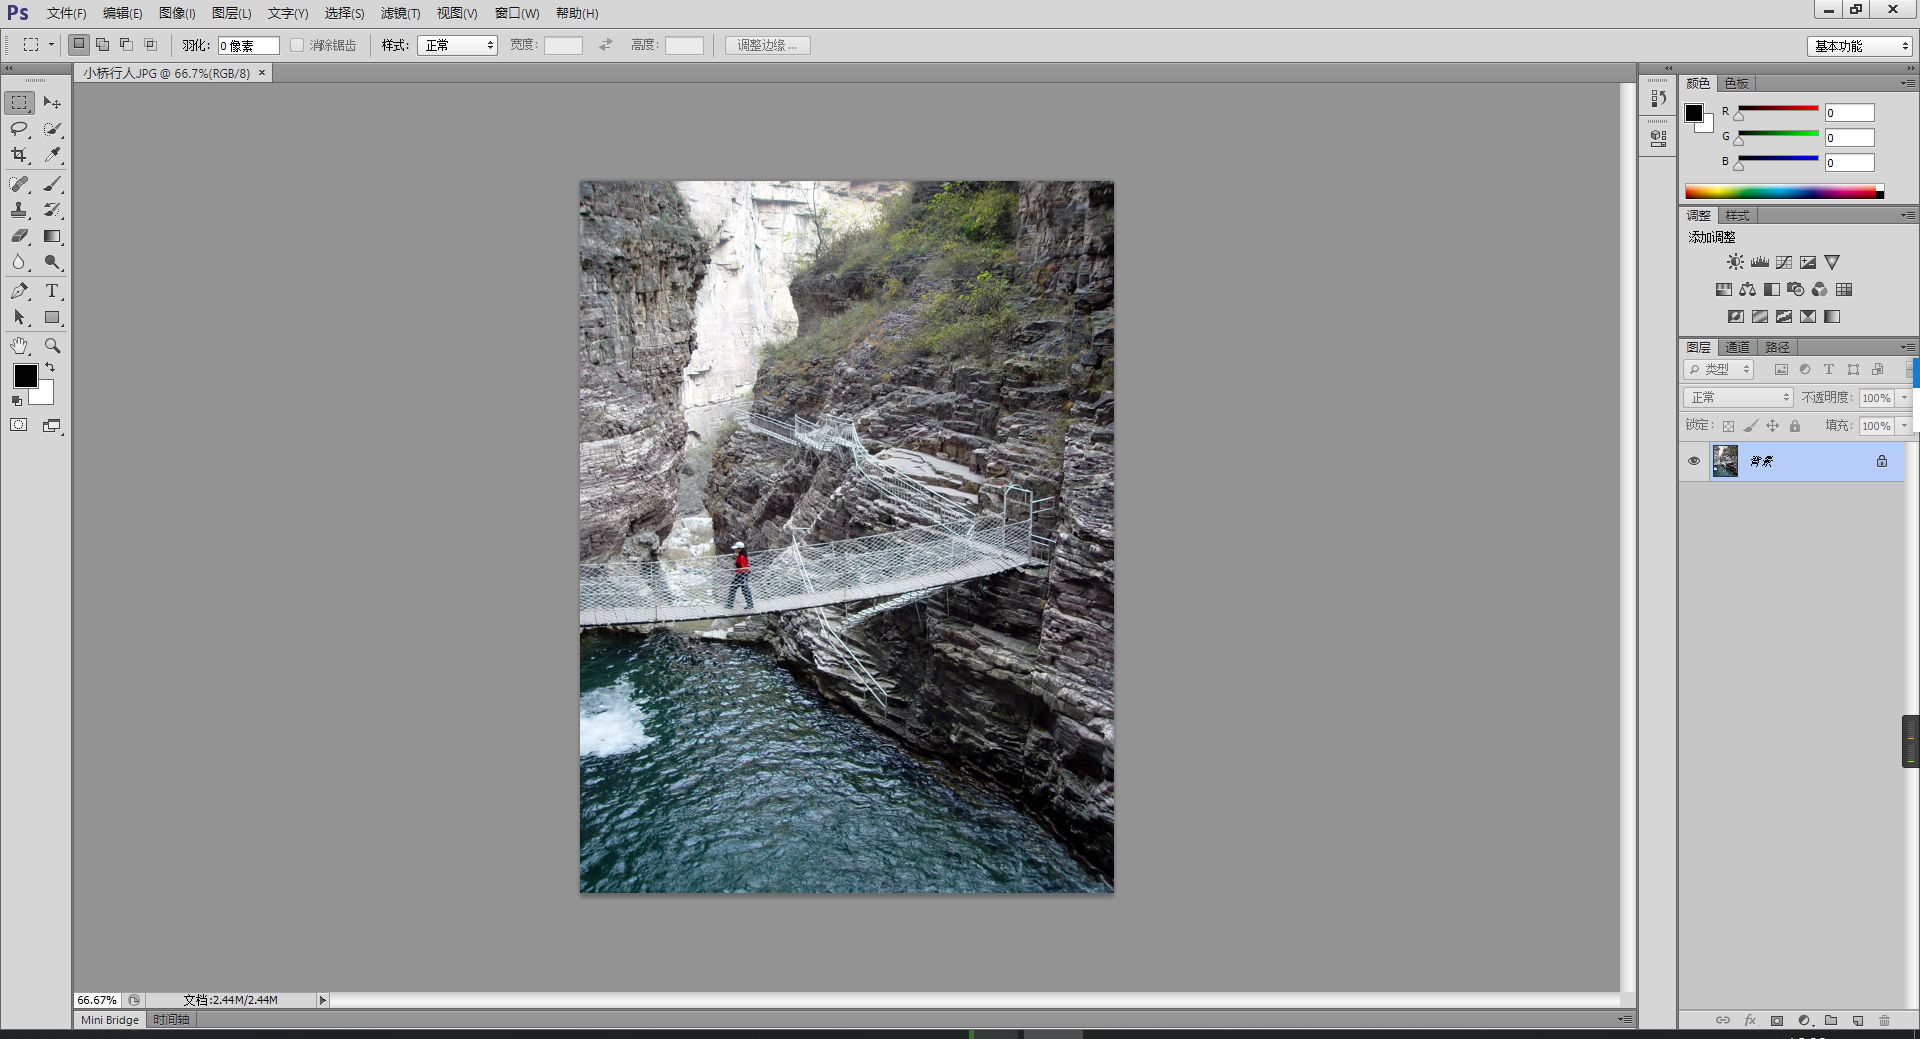 Ps 文件(F) 编辑(E) 图像(I) 图层(L) 文字(Y) 选择(S) 滤镜(T) 视图(V) 窗口(W) 帮助(H)
羽化: 0 像素 消除锯齿 样式: 正常 宽度: 高度: 调整边缘... 基本功能
小桥行人.JPG @ 66.7%(RGB/8) ×
颜色 色板
R 0
G 0
B 0
调整 样式
添加调整
图层 通道 路径
类型
正常 不透明度: 100%
锁定: 填充: 100%
背景
66.67% 文档:2.44M/2.44M
Mini Bridge 时间轴
fx